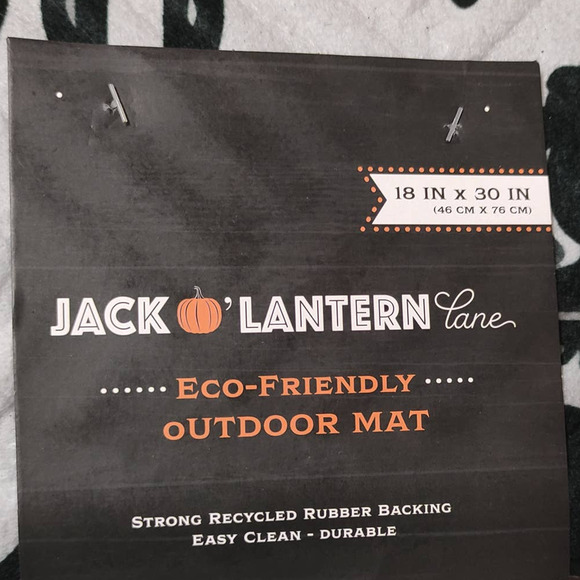 18 IN x 30 IN
(46 CM X 76 CM)
JACK O'LANTERN lane
ECO-FRIENDLY
OUTDOOR MAT
STRONG RECYCLED RUBBER BACKING
EASY CLEAN - DURABLE